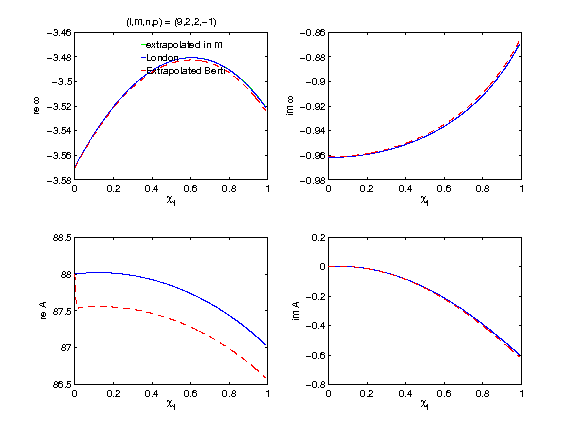 (l,m,n,p) = (9,2,2,−1)
−3.46
−3.48
−3.5
−3.52
−3.54
−3.56
−3.58
re ω
extrapolated in m
London
Extrapolated Berti
0 0.2 0.4 0.6 0.8 1
χf
−0.86
−0.88
−0.9
−0.92
−0.94
−0.96
−0.98
im ω
0 0.2 0.4 0.6 0.8 1
χf
88.5
88
87.5
87
86.5
re A
0 0.2 0.4 0.6 0.8 1
χf
0.2
0
−0.2
−0.4
−0.6
−0.8
im A
0 0.2 0.4 0.6 0.8 1
χf